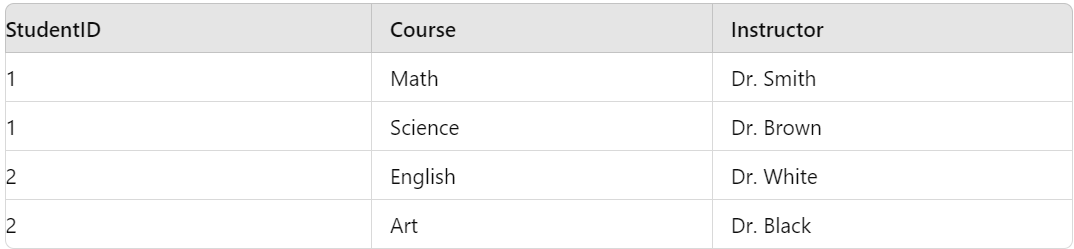 StudentID Course Instructor
1 Math Dr. Smith
1 Science Dr. Brown
2 English Dr. White
2 Art Dr. Black